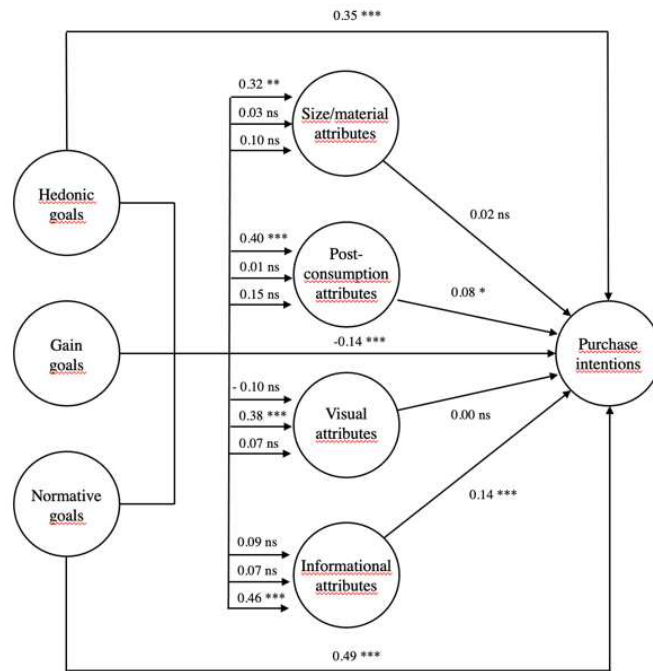 0.35 ***
0.32 **
0.03 ns
0.10 ns
Size/material
attributes
Hedonic
goals
0.02 ns
0.40 ***
0.01 ns
0.15 ns
Post-
consumption
attributes
0.08 *
Gain
goals
-0.14 ***
Purchase
intentions
- 0.10 ns
0.38 ***
0.07 ns
Visual
attributes
0.00 ns
Normative
goals
0.14 ***
0.09 ns
0.07 ns
0.46 ***
Informational
attributes
0.49 ***